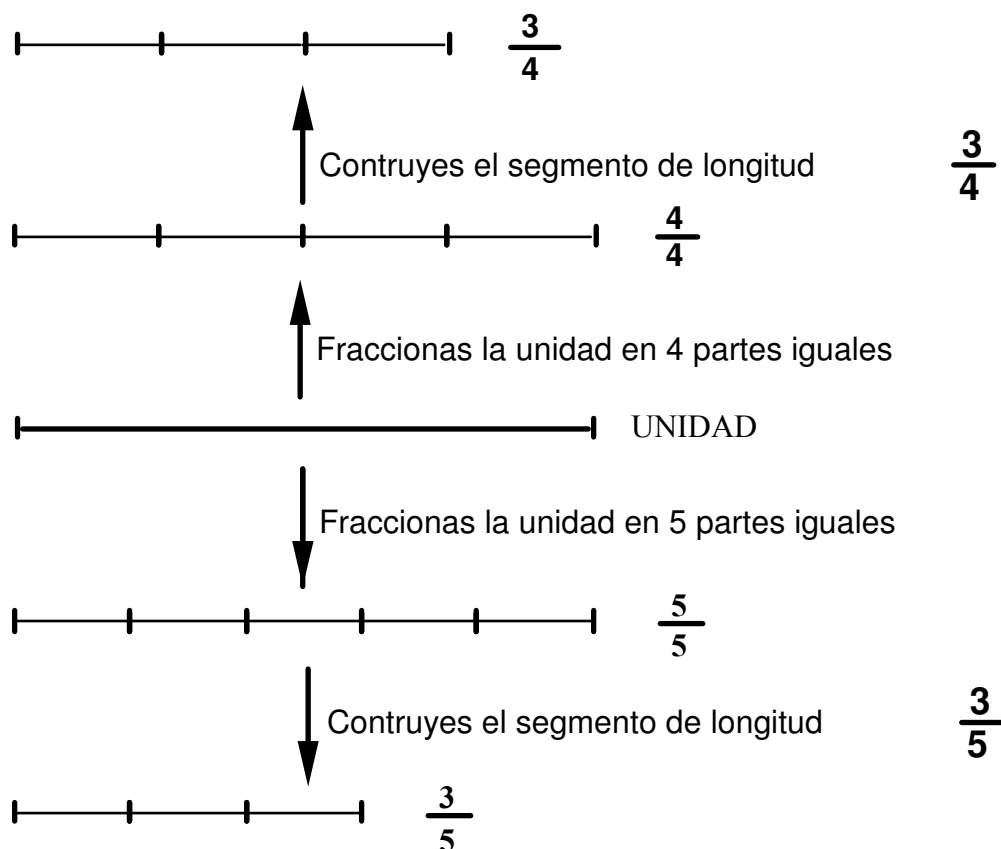 3
4
Contruyes el segmento de longitud 3
4
4
4
Fraccionas la unidad en 4 partes iguales
UNIDAD
Fraccionas la unidad en 5 partes iguales
5
5
Contruyes el segmento de longitud 3
5
3
5